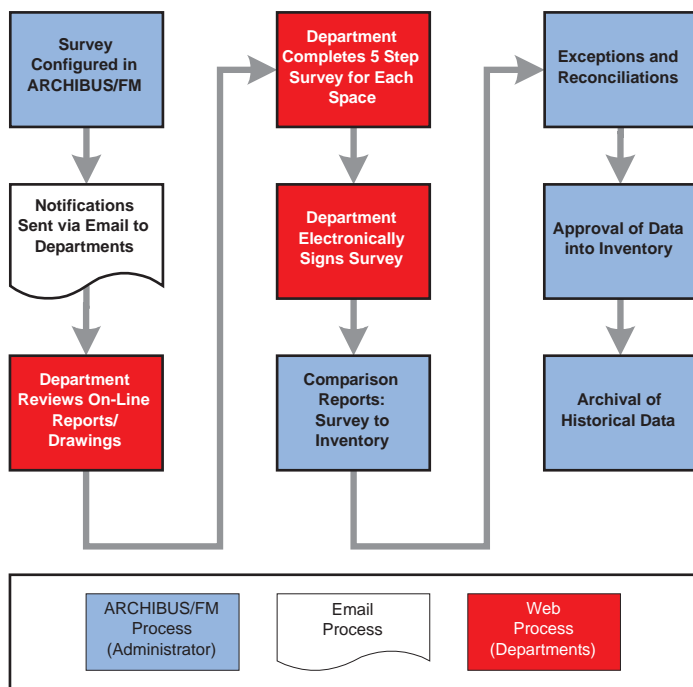 Survey
Configured in
ARCHIBUS/FM
Notifications
Sent via Email to
Departments
Department
Reviews On-Line
Reports/
Drawings
Department
Completes 5 Step
Survey for Each
Space
Department
Electronically
Signs Survey
Comparison
Reports:
Survey to
Inventory
Exceptions and
Reconciliations
Approval of Data
into Inventory
Archival of
Historical Data
ARCHIBUS/FM
Process
(Administrator)
Email
Process
Web
Process
(Departments)